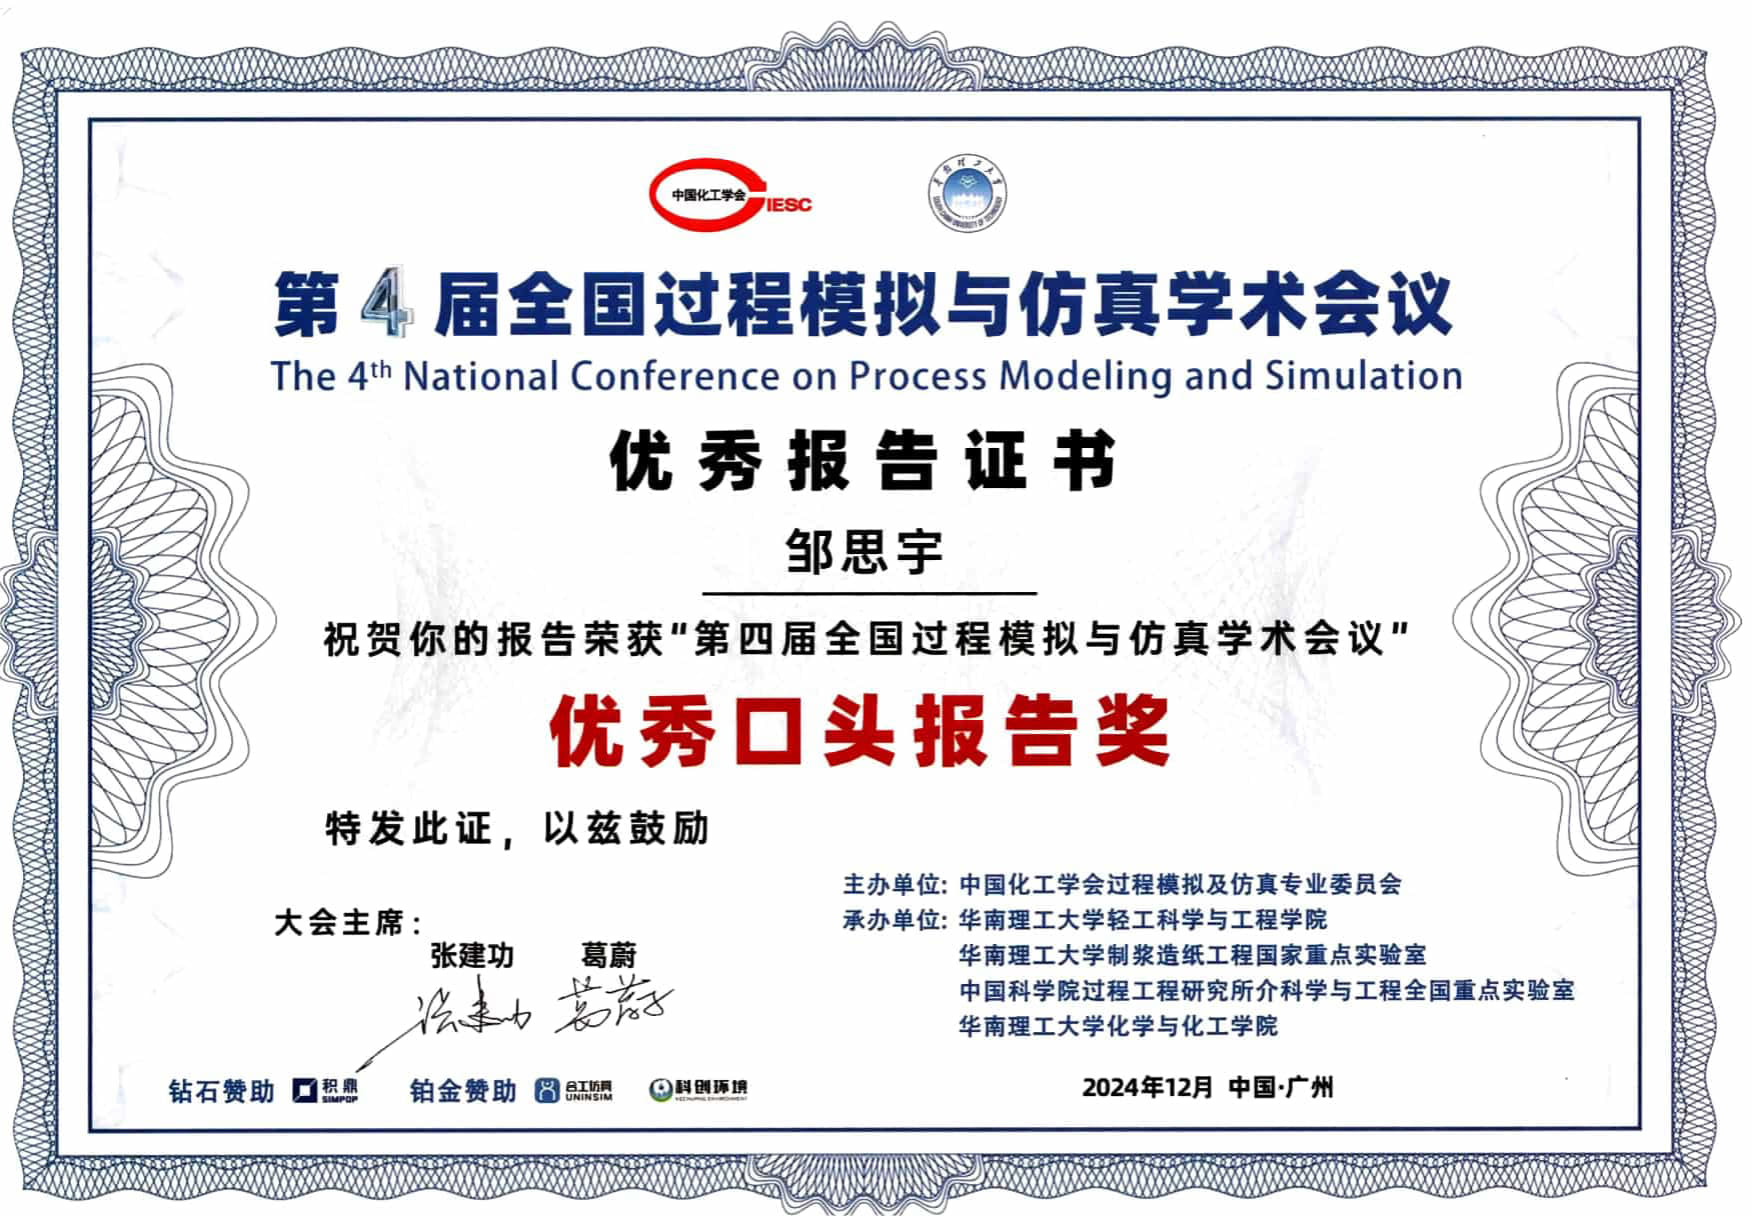 中国化工学会
IESC
SOUTH CHINA UNIVERSITY OF TECHNOLOGY
第4届全国过程模拟与仿真学术会议
The 4th National Conference on Process Modeling and Simulation
优秀报告证书
邹思宇
祝贺你的报告荣获"第四届全国过程模拟与仿真学术会议"
优秀口头报告奖
特发此证，以兹鼓励
主办单位：中国化工学会过程模拟及仿真专业委员会
承办单位：华南理工大学轻工科学与工程学院
华南理工大学制浆造纸工程国家重点实验室
中国科学院过程工程研究所介科学与工程全国重点实验室
华南理工大学化学与化工学院
大会主席：
张建功 葛蔚
张建功 葛蔚
钻石赞助 积鼎 SIMPOP 铂金赞助 合工仿真 UNINSIM 科创环境
2024年12月 中国·广州